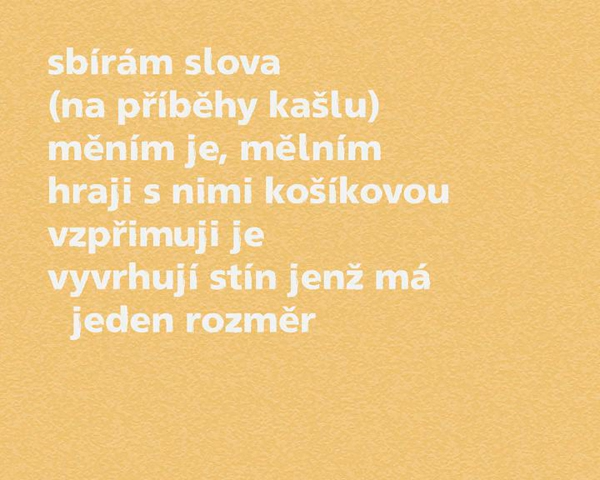 sbírám slova
(na příběhy kašlu)
měním je, mělním
hraji s nimi košíkovou
vzpřimuji je
vyvrhují stín jenž má
jeden rozměr